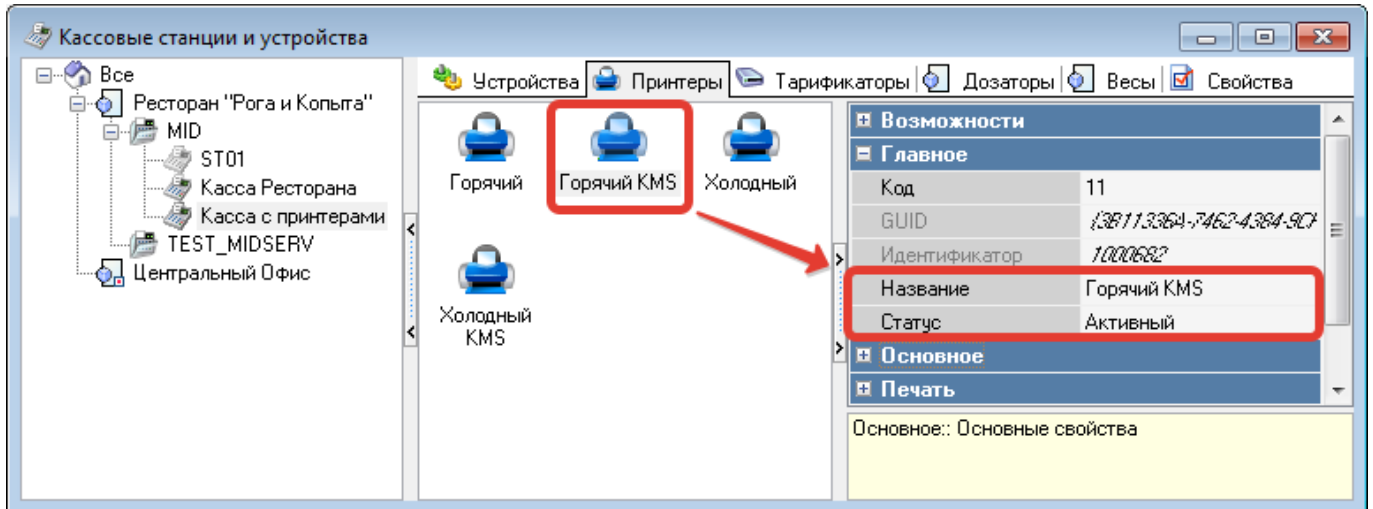 Кассовые станции и устройства
Все
Ресторан "Рога и Копыта"
MID
ST01
Касса Ресторана
Касса с принтерами
TEST_MIDSERV
Центральный Офис
Устройства Принтеры Тарификаторы Дозаторы Весы Свойства
Горячий Горячий KMS Холодный
Холодный
KMS
Возможности
Главное
Код 11
GUID
Идентификатор 1000682
Название Горячий KMS
Статус Активный
Основное
Печать
Основное:: Основные свойства